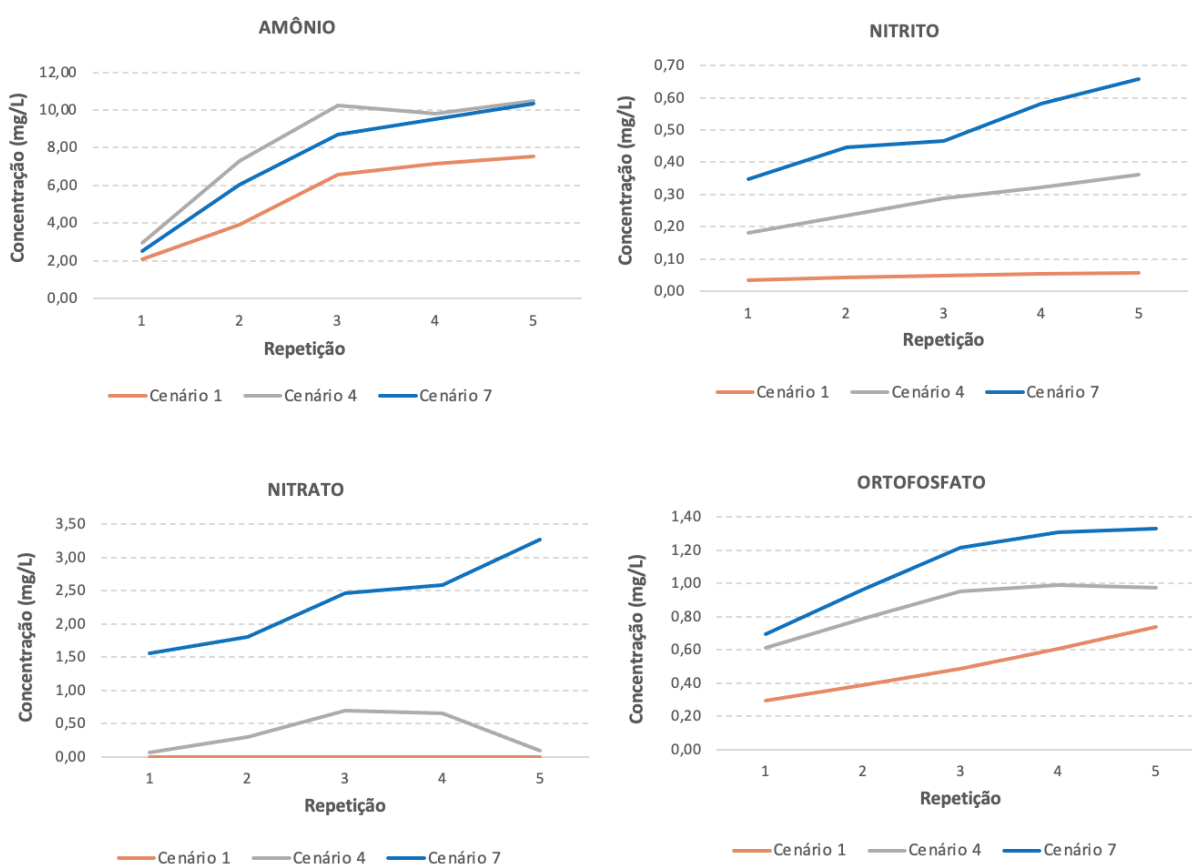 AMÔNIO
Concentração (mg/L)
12,00
10,00
8,00
6,00
4,00
2,00
0,00
1 2 3 4 5
Repetição
Cenário 1 Cenário 4 Cenário 7
NITRITO
Concentração (mg/L)
0,70
0,60
0,50
0,40
0,30
0,20
0,10
0,00
1 2 3 4 5
Repetição
Cenário 1 Cenário 4 Cenário 7
NITRATO
Concentração (mg/L)
3,50
3,00
2,50
2,00
1,50
1,00
0,50
0,00
1 2 3 4 5
Repetição
Cenário 1 Cenário 4 Cenário 7
ORTOFOSFATO
Concentração (mg/L)
1,40
1,20
1,00
0,80
0,60
0,40
0,20
0,00
1 2 3 4 5
Repetição
Cenário 1 Cenário 4 Cenário 7